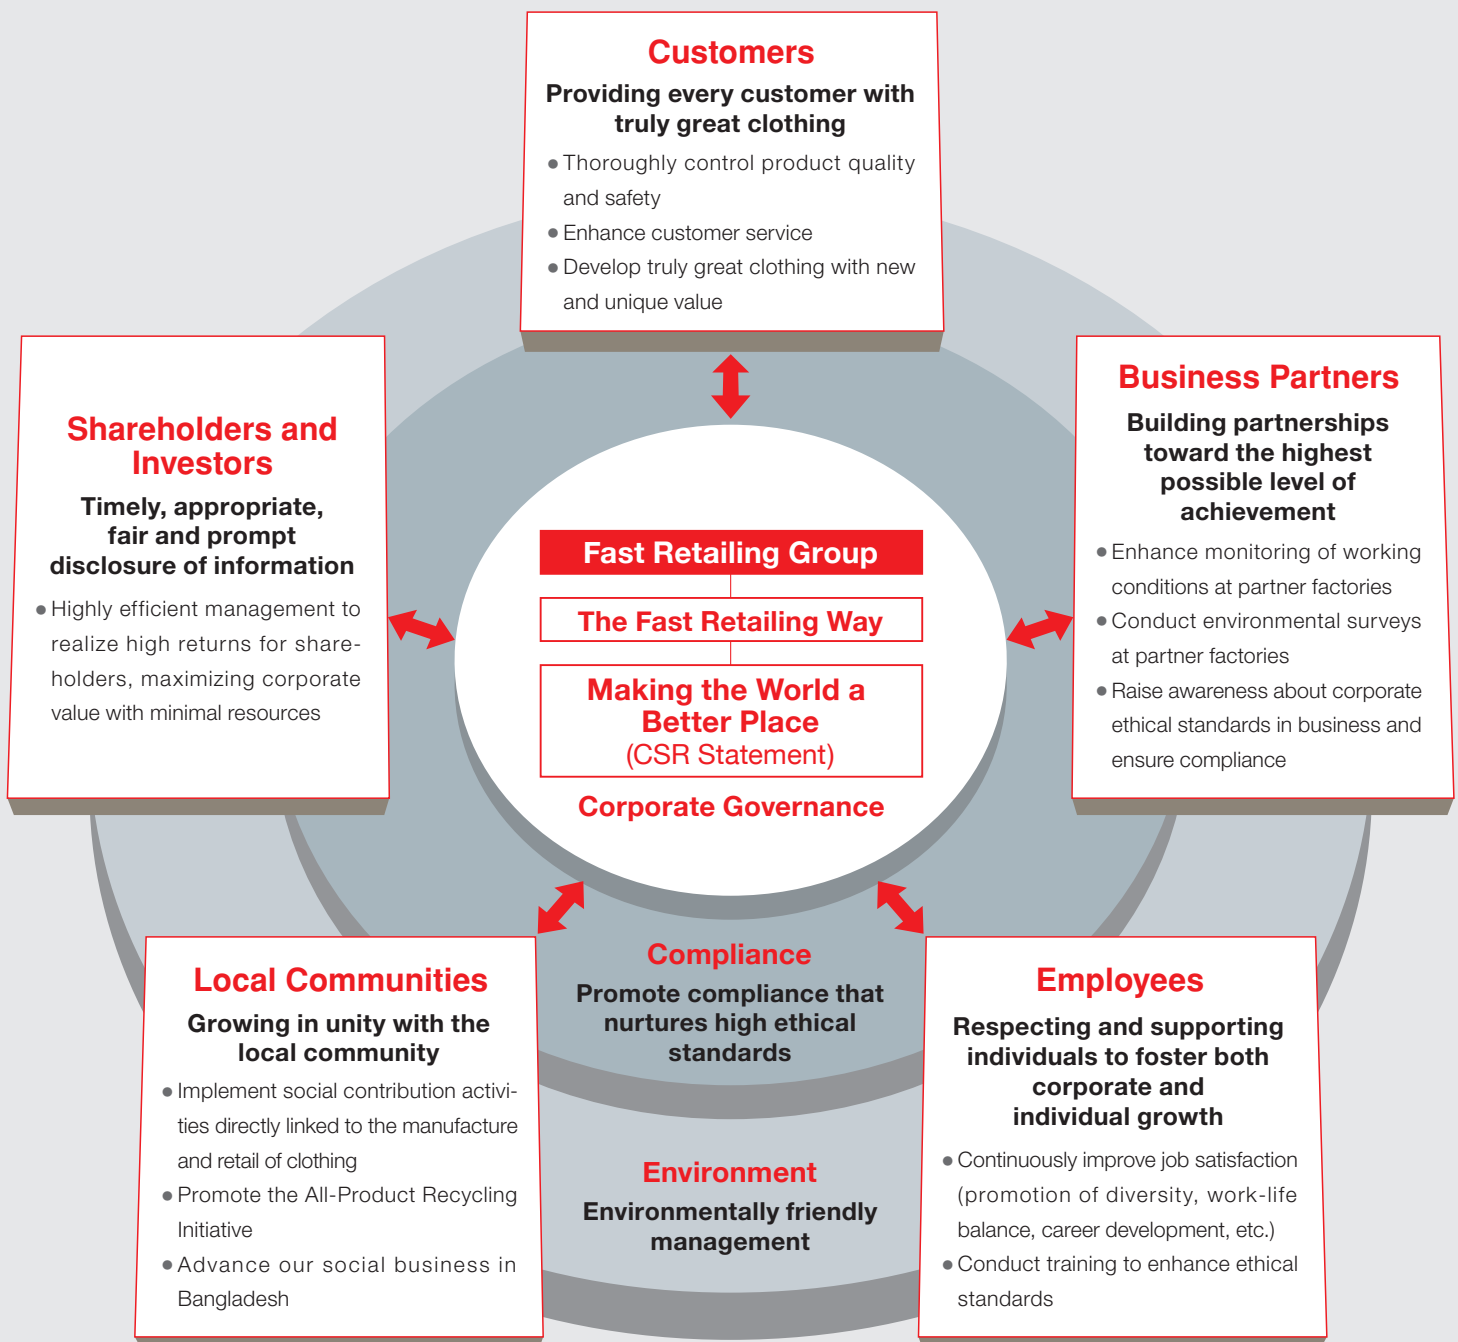 Customers
Providing every customer with
truly great clothing
● Thoroughly control product quality
and safety
● Enhance customer service
● Develop truly great clothing with new
and unique value
Shareholders and
Investors
Timely, appropriate,
fair and prompt
disclosure of information
● Highly efficient management to
realize high returns for share-
holders, maximizing corporate
value with minimal resources
Business Partners
Building partnerships
toward the highest
possible level of
achievement
● Enhance monitoring of working
conditions at partner factories
● Conduct environmental surveys
at partner factories
● Raise awareness about corporate
ethical standards in business and
ensure compliance
Fast Retailing Group
The Fast Retailing Way
Making the World a
Better Place
(CSR Statement)
Corporate Governance
Local Communities
Growing in unity with the
local community
● Implement social contribution activi-
ties directly linked to the manufacture
and retail of clothing
● Promote the All-Product Recycling
Initiative
● Advance our social business in
Bangladesh
Compliance
Promote compliance that
nurtures high ethical
standards
Environment
Environmentally friendly
management
Employees
Respecting and supporting
individuals to foster both
corporate and
individual growth
● Continuously improve job satisfaction
(promotion of diversity, work-life
balance, career development, etc.)
● Conduct training to enhance ethical
standards